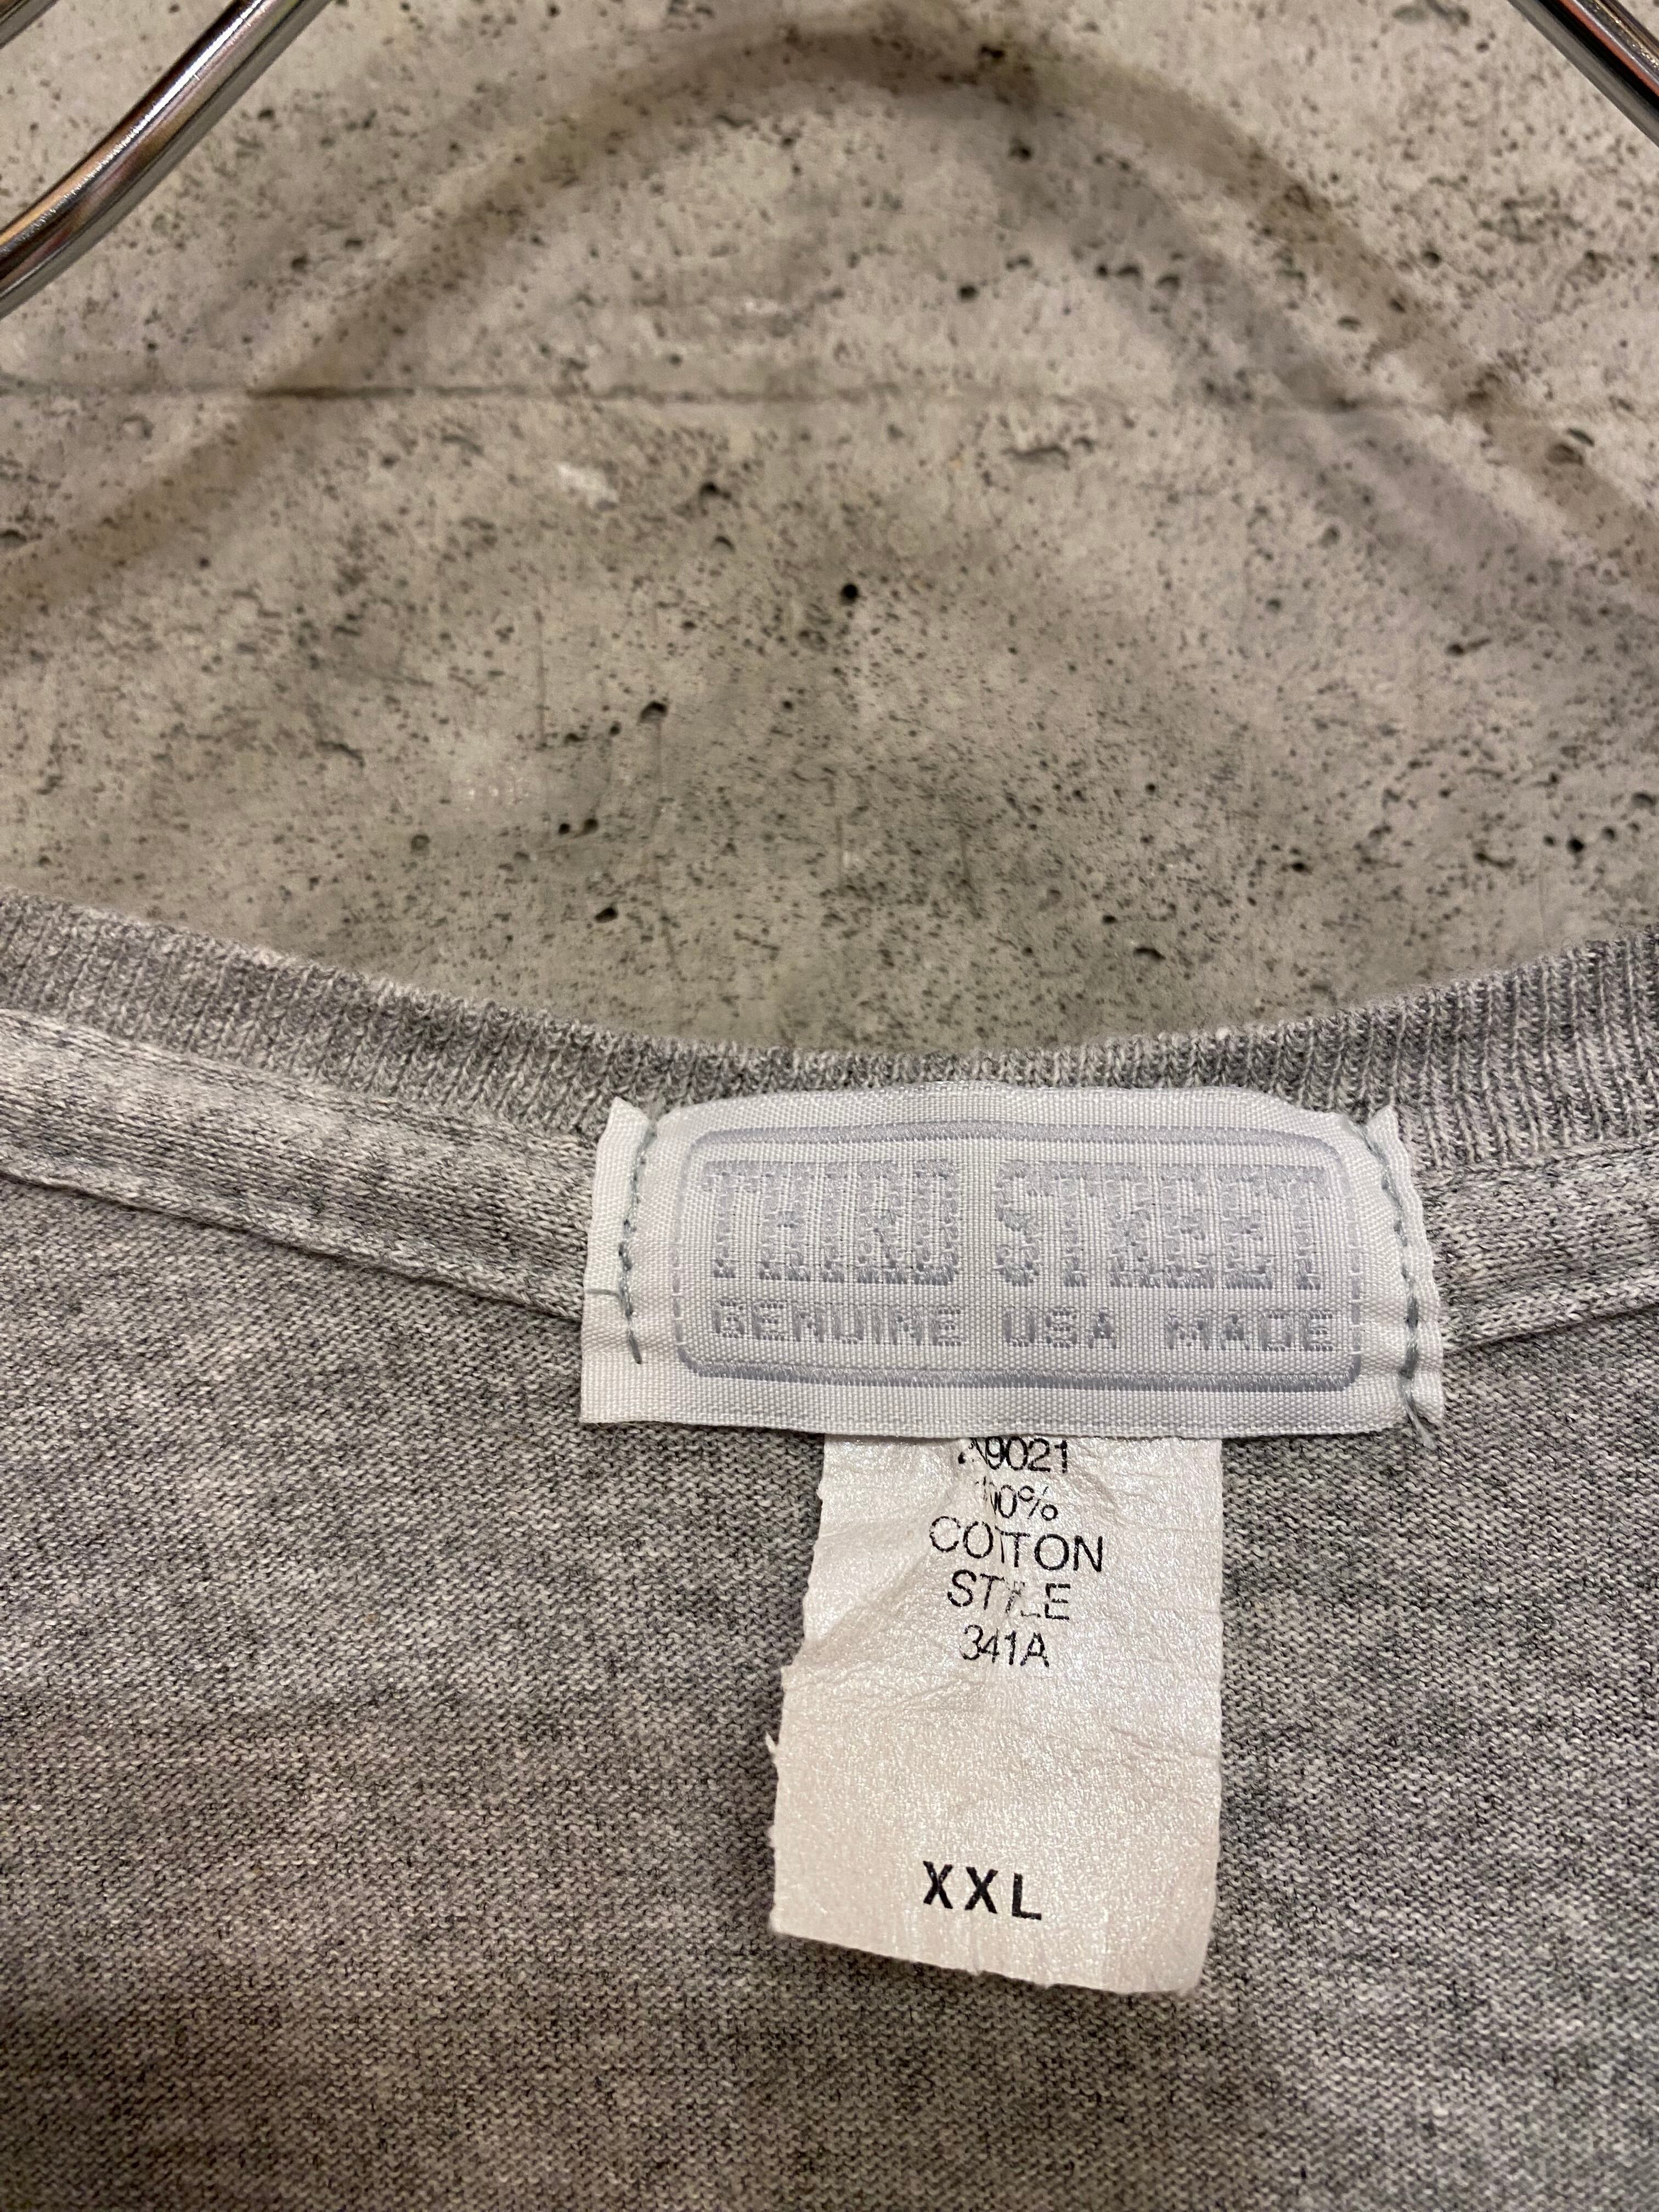 THIRD STREET
GENUINE USA MADE
COTTON
STYLE
341A
XXL